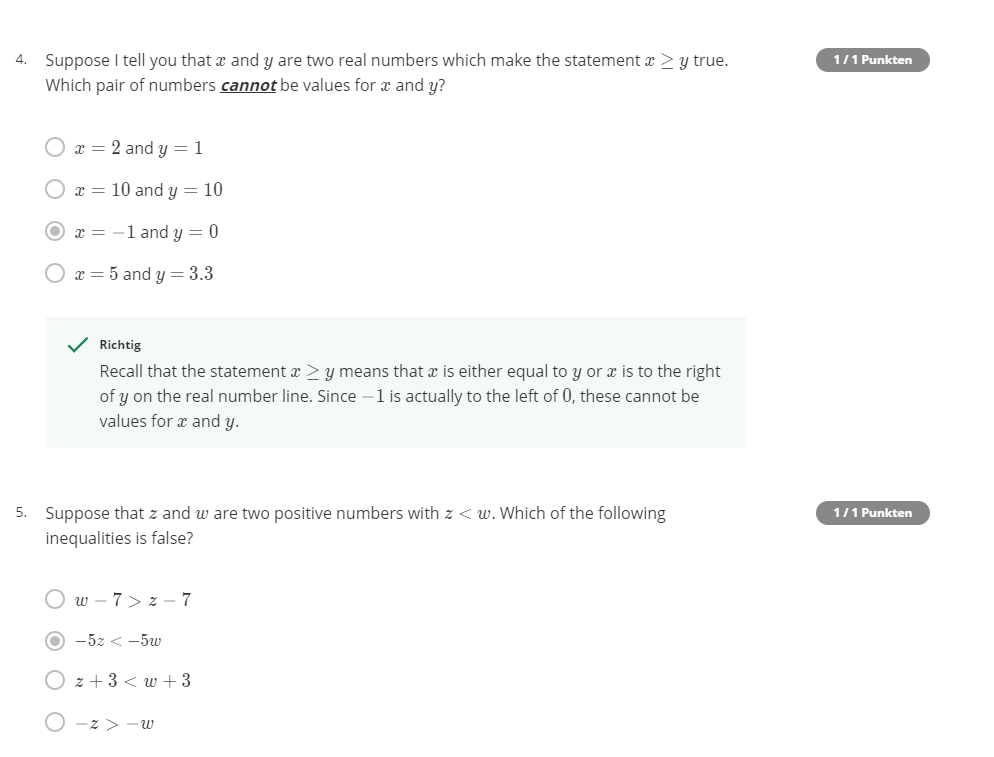 4. Suppose I tell you that x and y are two real numbers which make the statement x ≥ y true. 1 / 1 Punkten
Which pair of numbers cannot be values for x and y?
x = 2 and y = 1
x = 10 and y = 10
x = −1 and y = 0
x = 5 and y = 3.3
Richtig
Recall that the statement x ≥ y means that x is either equal to y or x is to the right
of y on the real number line. Since −1 is actually to the left of 0, these cannot be
values for x and y.
5. Suppose that z and w are two positive numbers with z < w. Which of the following 1 / 1 Punkten
inequalities is false?
w − 7 > z − 7
−5z < −5w
z + 3 < w + 3
−z > −w